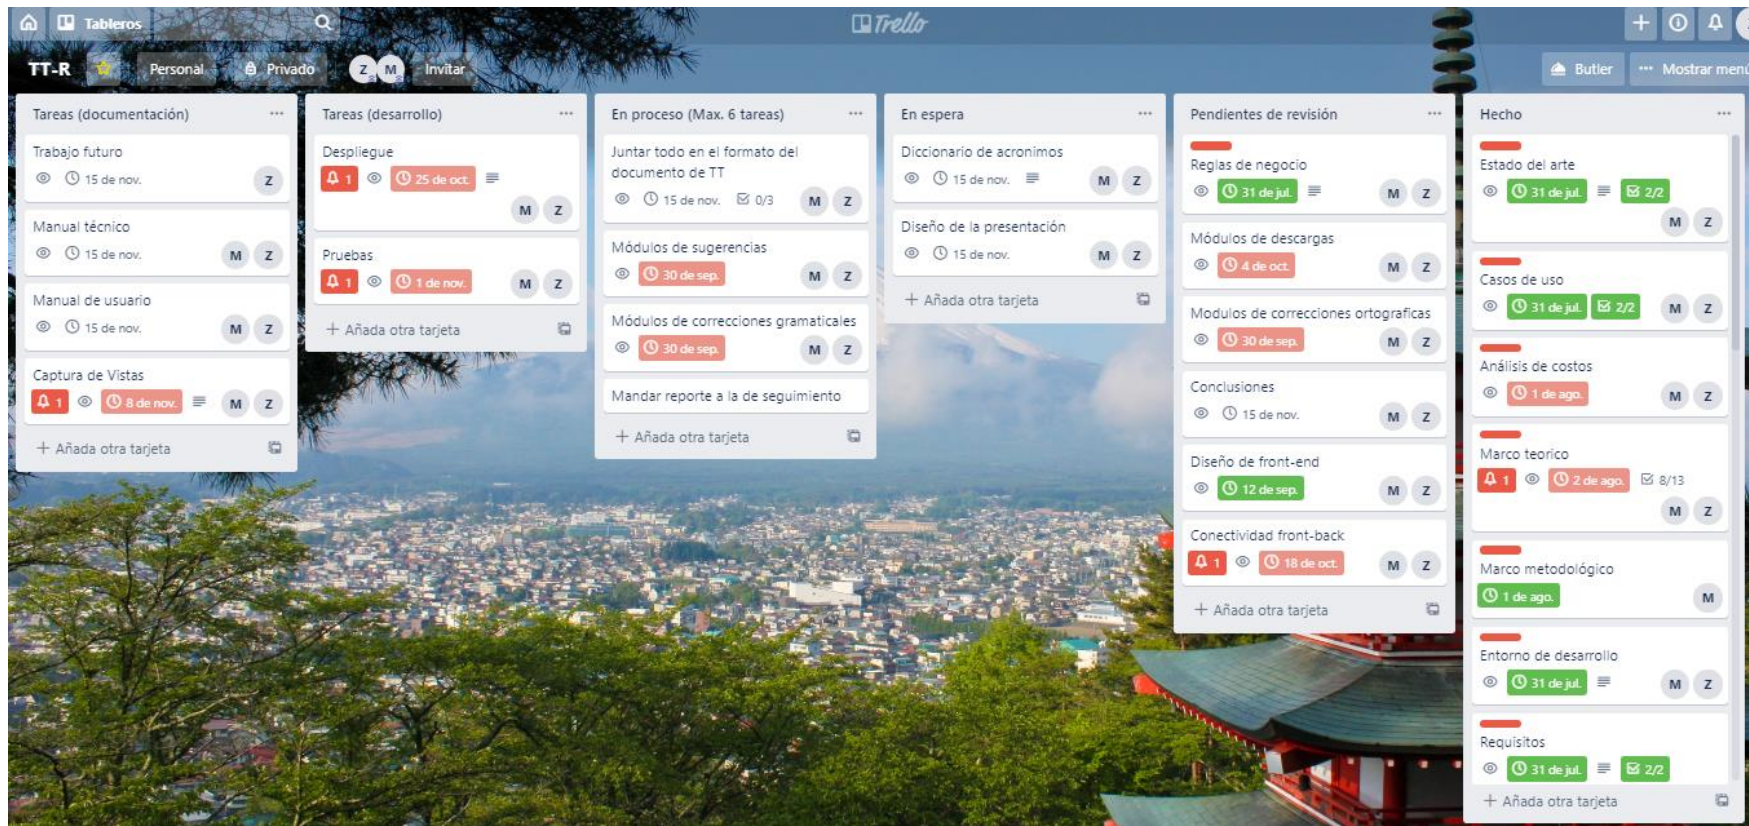 Tableros
Trello
TT-R
Personal
Privado
Z
M
Invitar
Butler
Mostrar menú
Tareas (documentación)
Trabajo futuro
15 de nov.
Z
Manual técnico
15 de nov.
M Z
Manual de usuario
15 de nov.
M Z
Captura de Vistas
1 8 de nov.
M Z
+ Añada otra tarjeta
Tareas (desarrollo)
Despliegue
1 25 de oct.
M Z
Pruebas
1 1 de nov.
M Z
+ Añada otra tarjeta
En proceso (Max. 6 tareas)
Juntar todo en el formato del
documento de TT
15 de nov. 0/3
M Z
Módulos de sugerencias
30 de sep.
M Z
Módulos de correcciones gramaticales
30 de sep.
M Z
Mandar reporte a la de seguimiento
+ Añada otra tarjeta
En espera
Diccionario de acronimos
15 de nov.
M Z
Diseño de la presentación
15 de nov.
M Z
+ Añada otra tarjeta
Pendientes de revisión
Reglas de negocio
31 de jul.
M Z
Módulos de descargas
4 de oct.
M Z
Modulos de correcciones ortograficas
30 de sep.
M Z
Conclusiones
15 de nov.
M Z
Diseño de front-end
12 de sep.
M Z
Conectividad front-back
1 18 de oct.
M Z
+ Añada otra tarjeta
Hecho
Estado del arte
31 de jul. 2/2
M Z
Casos de uso
31 de jul. 2/2
M Z
Análisis de costos
1 de ago.
M Z
Marco teorico
1 2 de ago. 8/13
M Z
Marco metodológico
1 de ago.
M
Entorno de desarrollo
31 de jul.
M Z
Requisitos
31 de jul. 2/2
+ Añada otra tarjeta